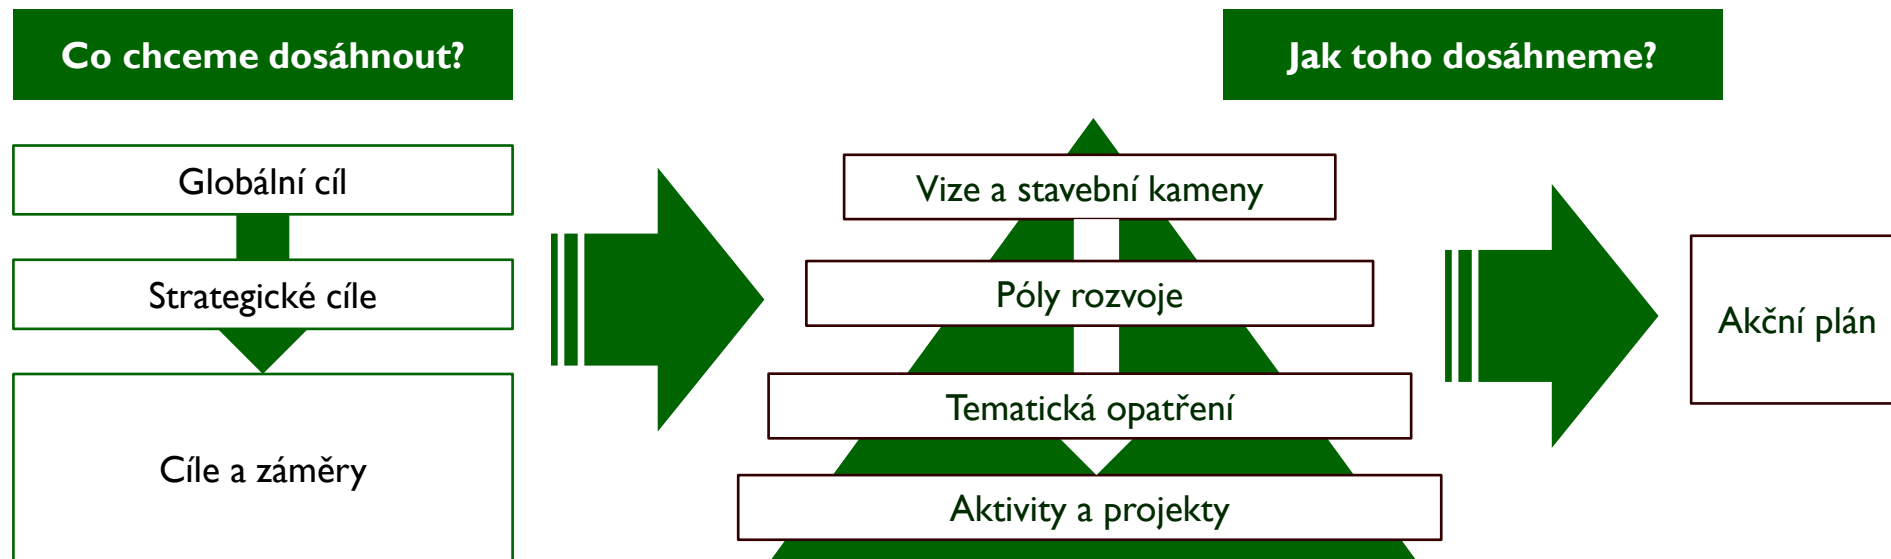 Co chceme dosáhnout?
Jak toho dosáhneme?
Globální cíl
Strategické cíle
Cíle a záměry
Vize a stavební kameny
Póly rozvoje
Tematická opatření
Aktivity a projekty
Akční plán